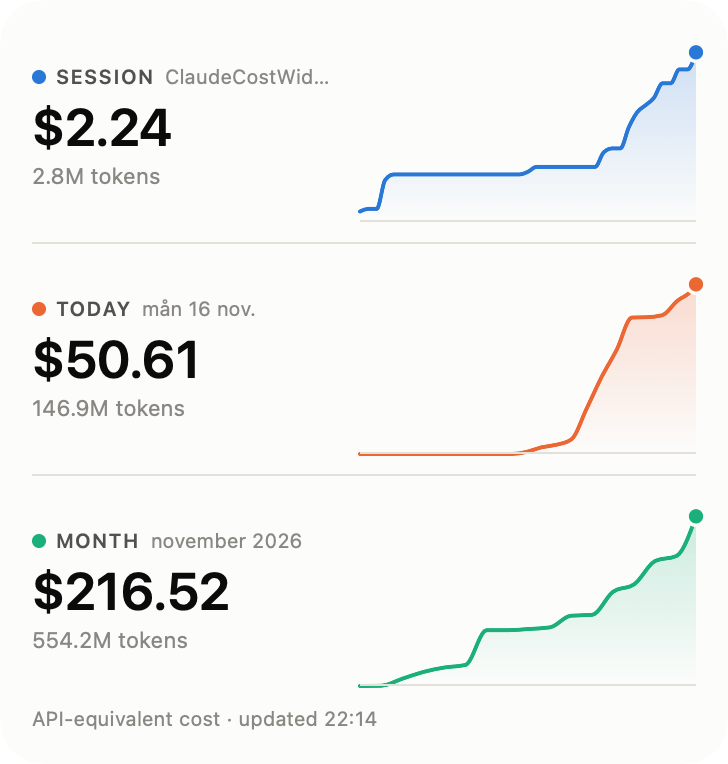 SESSION ClaudeCostWid...
$2.24
2.8M tokens
TODAY mån 16 nov.
$50.61
146.9M tokens
MONTH november 2026
$216.52
554.2M tokens
API-equivalent cost · updated 22:14